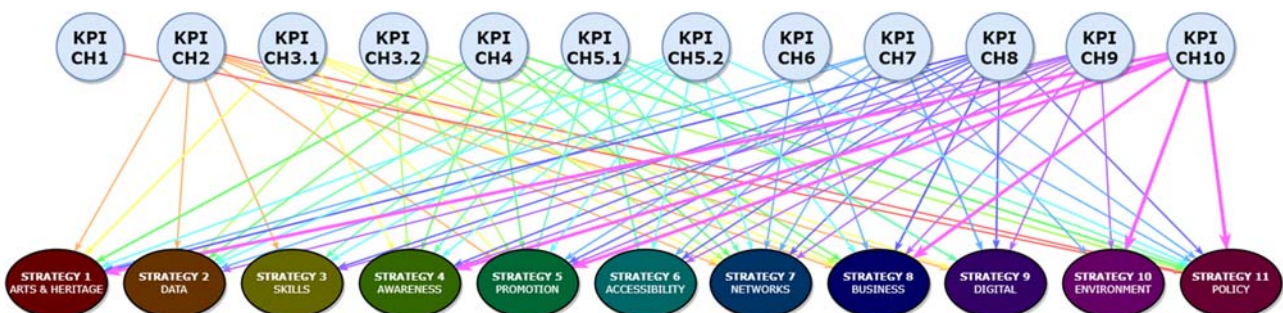 KPI
CH1
KPI
CH2
KPI
CH3.1
KPI
CH3.2
KPI
CH4
KPI
CH5.1
KPI
CH5.2
KPI
CH6
KPI
CH7
KPI
CH8
KPI
CH9
KPI
CH10
STRATEGY 1
ARTS & HERITAGE
STRATEGY 2
DATA
STRATEGY 3
SKILLS
STRATEGY 4
AWARENESS
STRATEGY 5
PROMOTION
STRATEGY 6
ACCESSIBILITY
STRATEGY 7
NETWORKS
STRATEGY 8
BUSINESS
STRATEGY 9
DIGITAL
STRATEGY 10
ENVIRONMENT
STRATEGY 11
POLICY